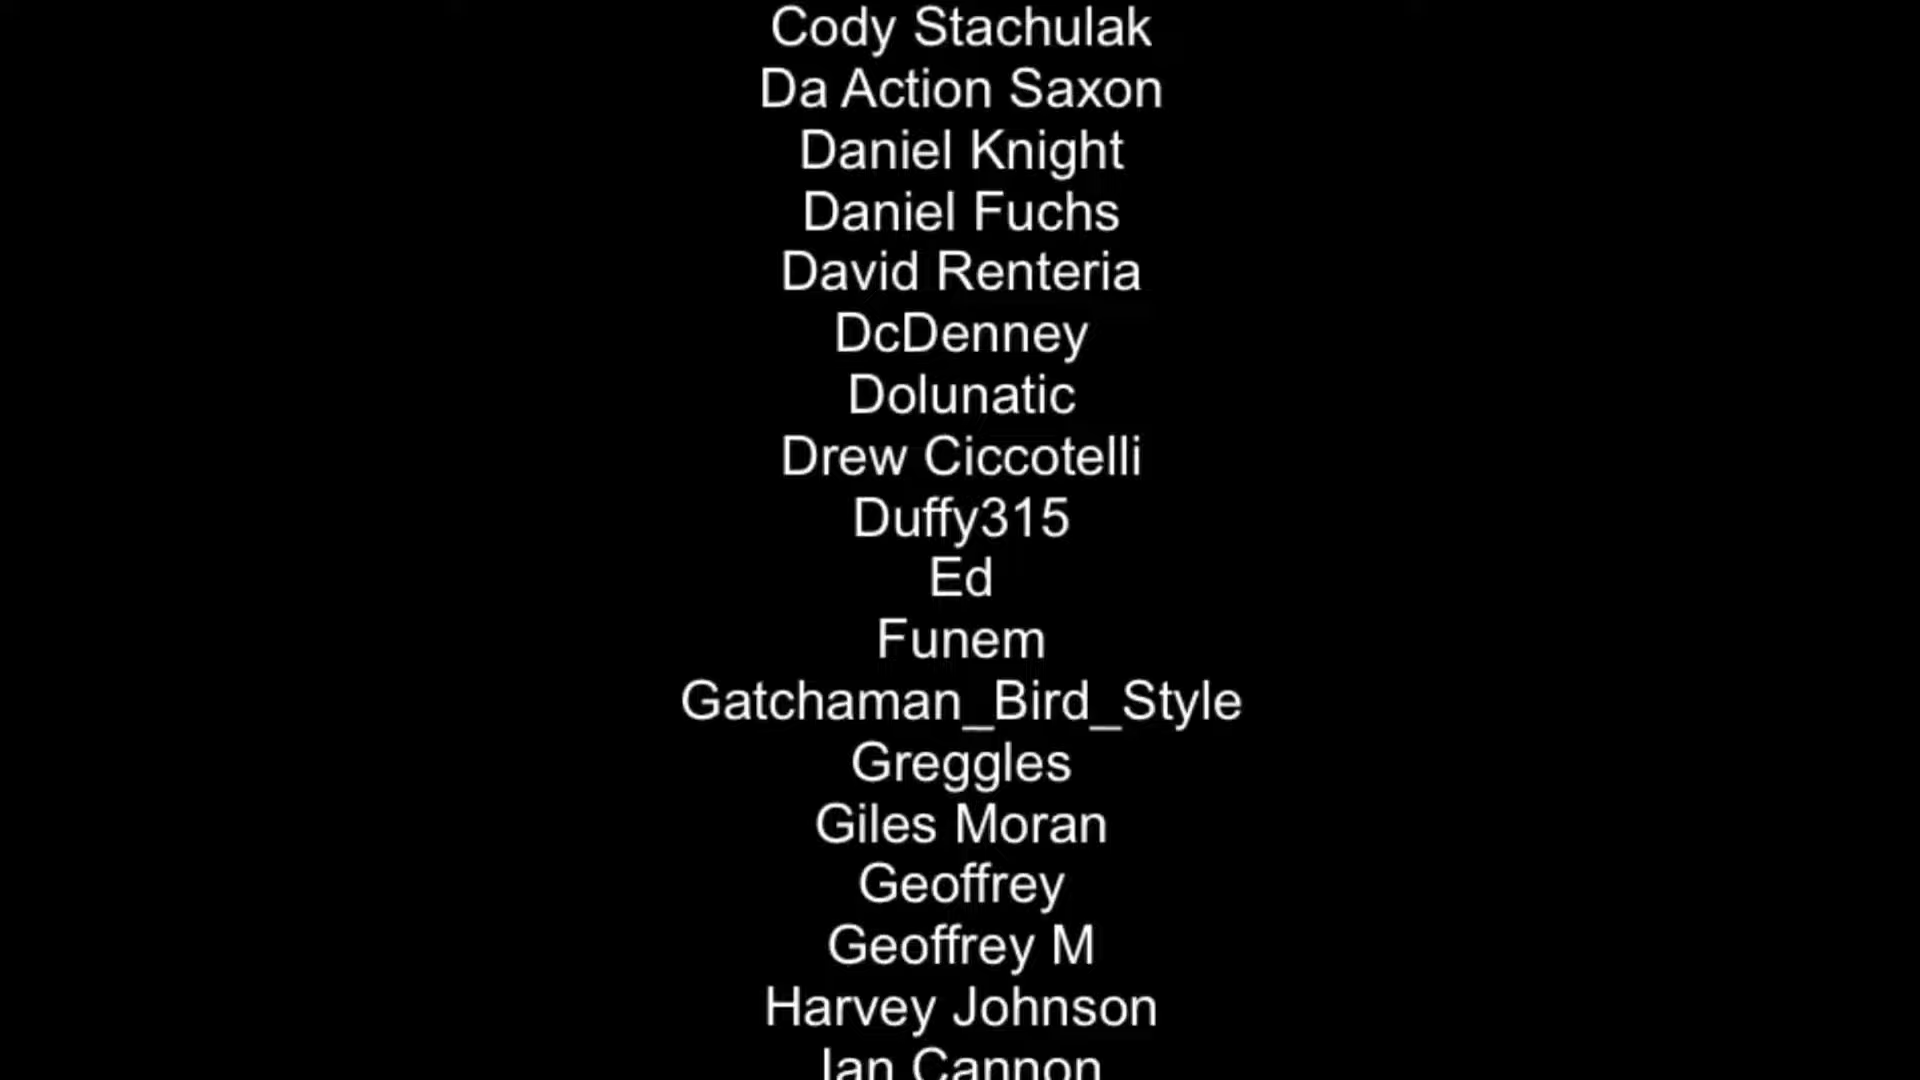 Cody Stachulak
Da Action Saxon
Daniel Knight
Daniel Fuchs
David Renteria
DcDenney
Dolunatic
Drew Ciccotelli
Duffy315
Ed
Funem
Gatchaman_Bird_Style
Greggles
Giles Moran
Geoffrey
Geoffrey M
Harvey Johnson
Ian Cannon